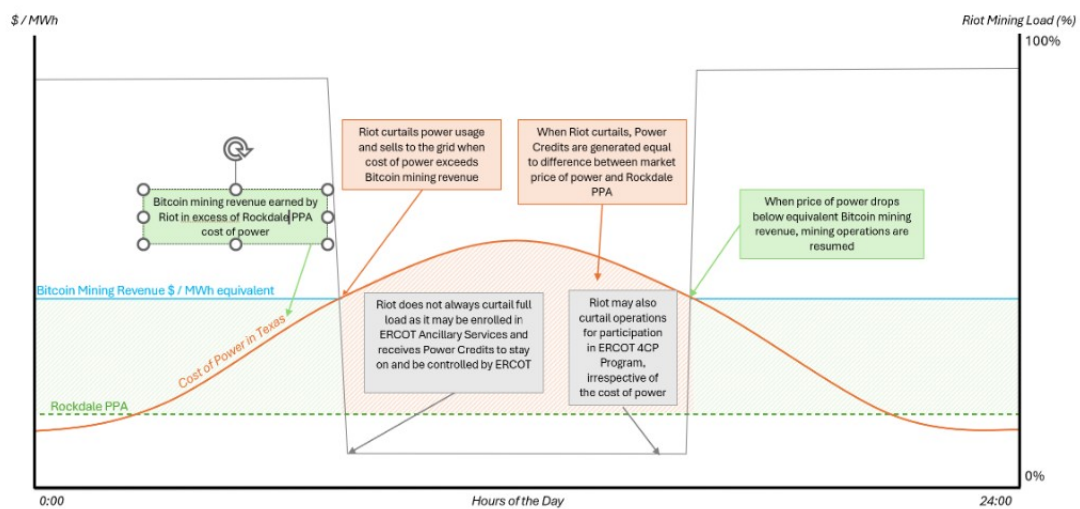 $ / MWh
Riot Mining Load (%)
100%
Riot curtails power usage
and sells to the grid when
cost of power exceeds
Bitcoin mining revenue
When Riot curtails, Power
Credits are generated equal
to difference between market
price of power and Rockdale
PPA
Bitcoin mining revenue earned by
Riot in excess of Rockdale PPA
cost of power
When price of power drops
below equivalent Bitcoin mining
revenue, mining operations are
resumed
Bitcoin Mining Revenue $ / MWh equivalent
Cost of Power in Texas
Riot does not always curtail full
load as it may be enrolled in
ERCOT Ancillary Services and
receives Power Credits to stay
on and be controlled by ERCOT
Riot may also
curtail operations
for participation
in ERCOT 4CP
Program,
irrespective of
the cost of power
Rockdale PPA
0%
0:00
Hours of the Day
24:00